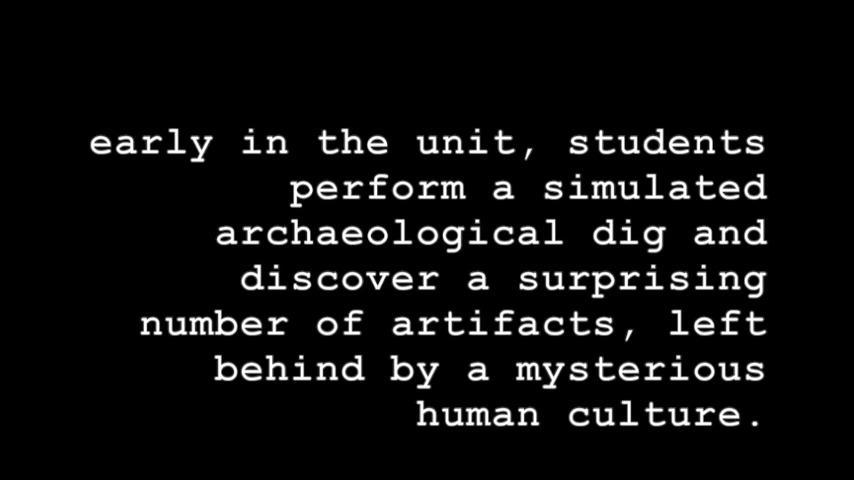 early in the unit, students
perform a simulated
archaeological dig and
discover a surprising
number of artifacts, left
behind by a mysterious
human culture.